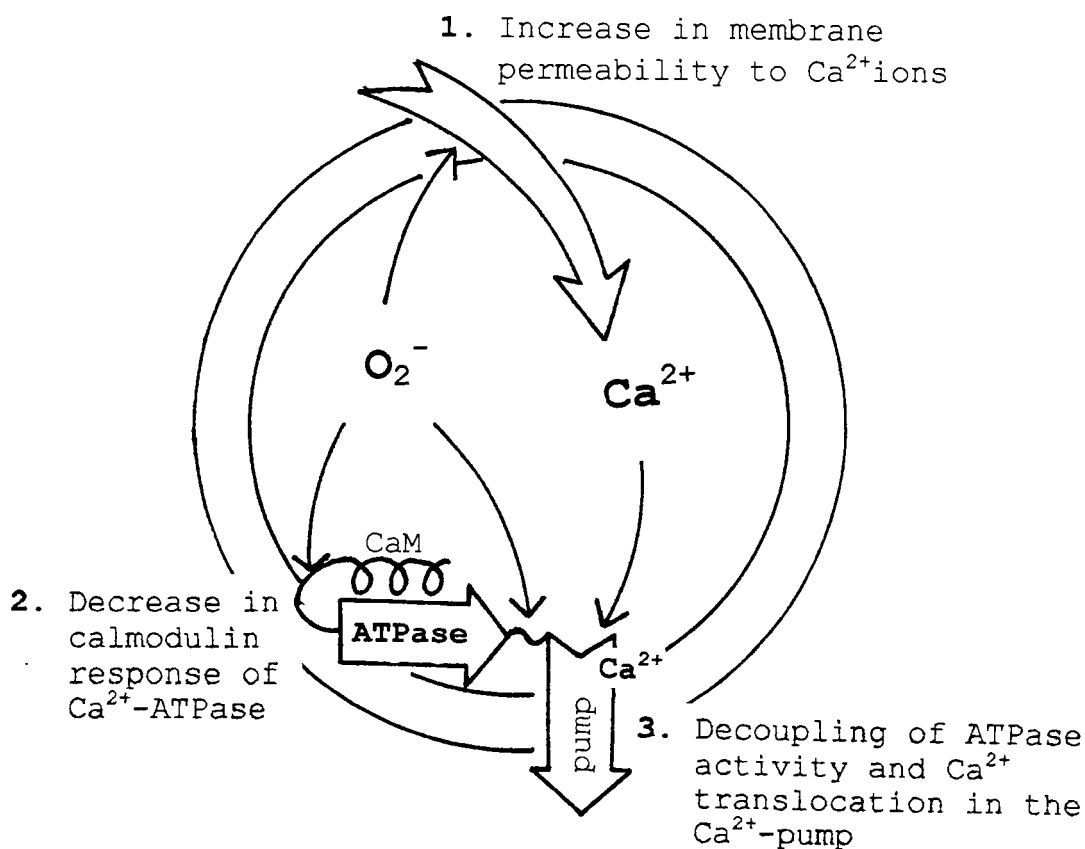 1. Increase in membrane
permeability to Ca²⁺ions
O₂⁻
Ca²⁺
CaM
ATPase
Ca²⁺
pump
2. Decrease in
calmodulin
response of
Ca²⁺-ATPase
3. Decoupling of ATPase
activity and Ca²⁺
translocation in the
Ca²⁺-pump